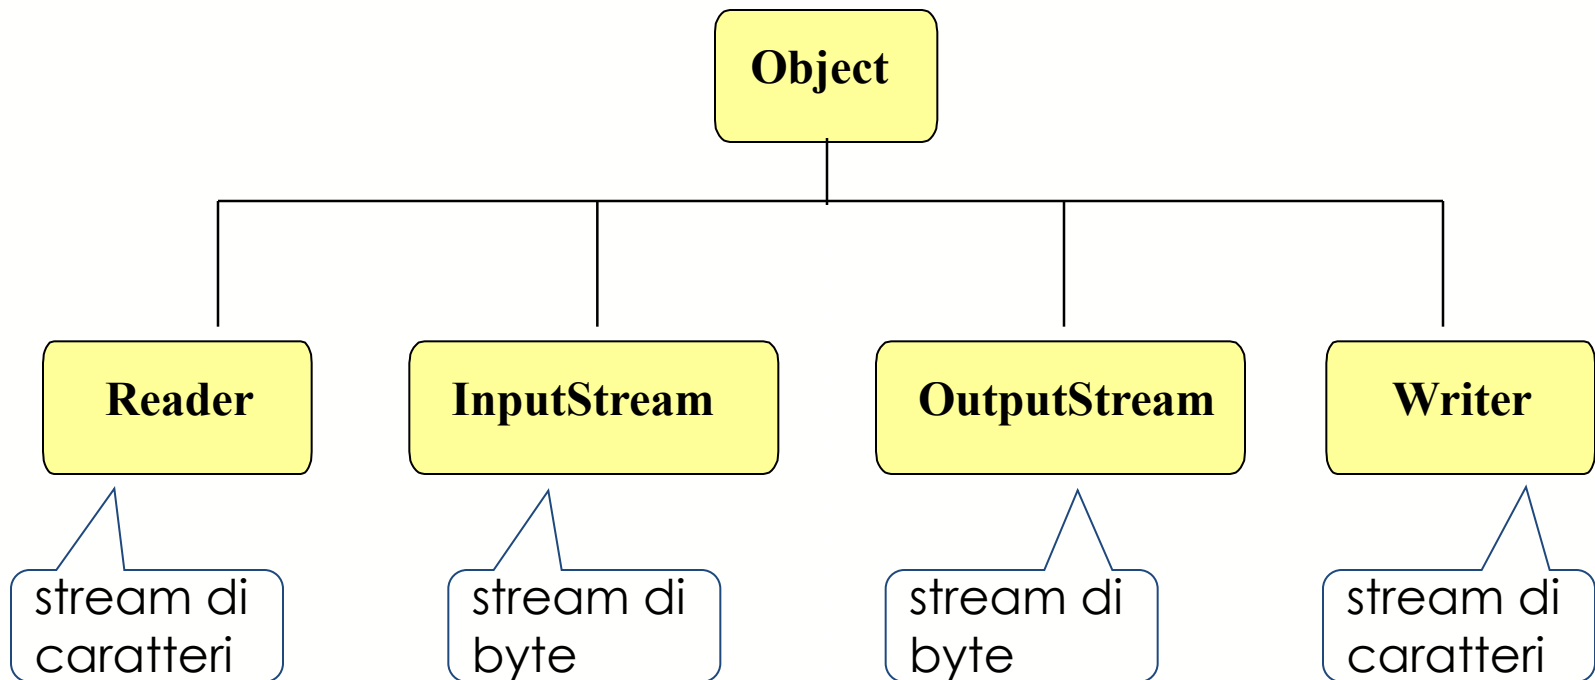 Object
Reader
InputStream
OutputStream
Writer
stream di
caratteri
stream di
byte
stream di
byte
stream di
caratteri